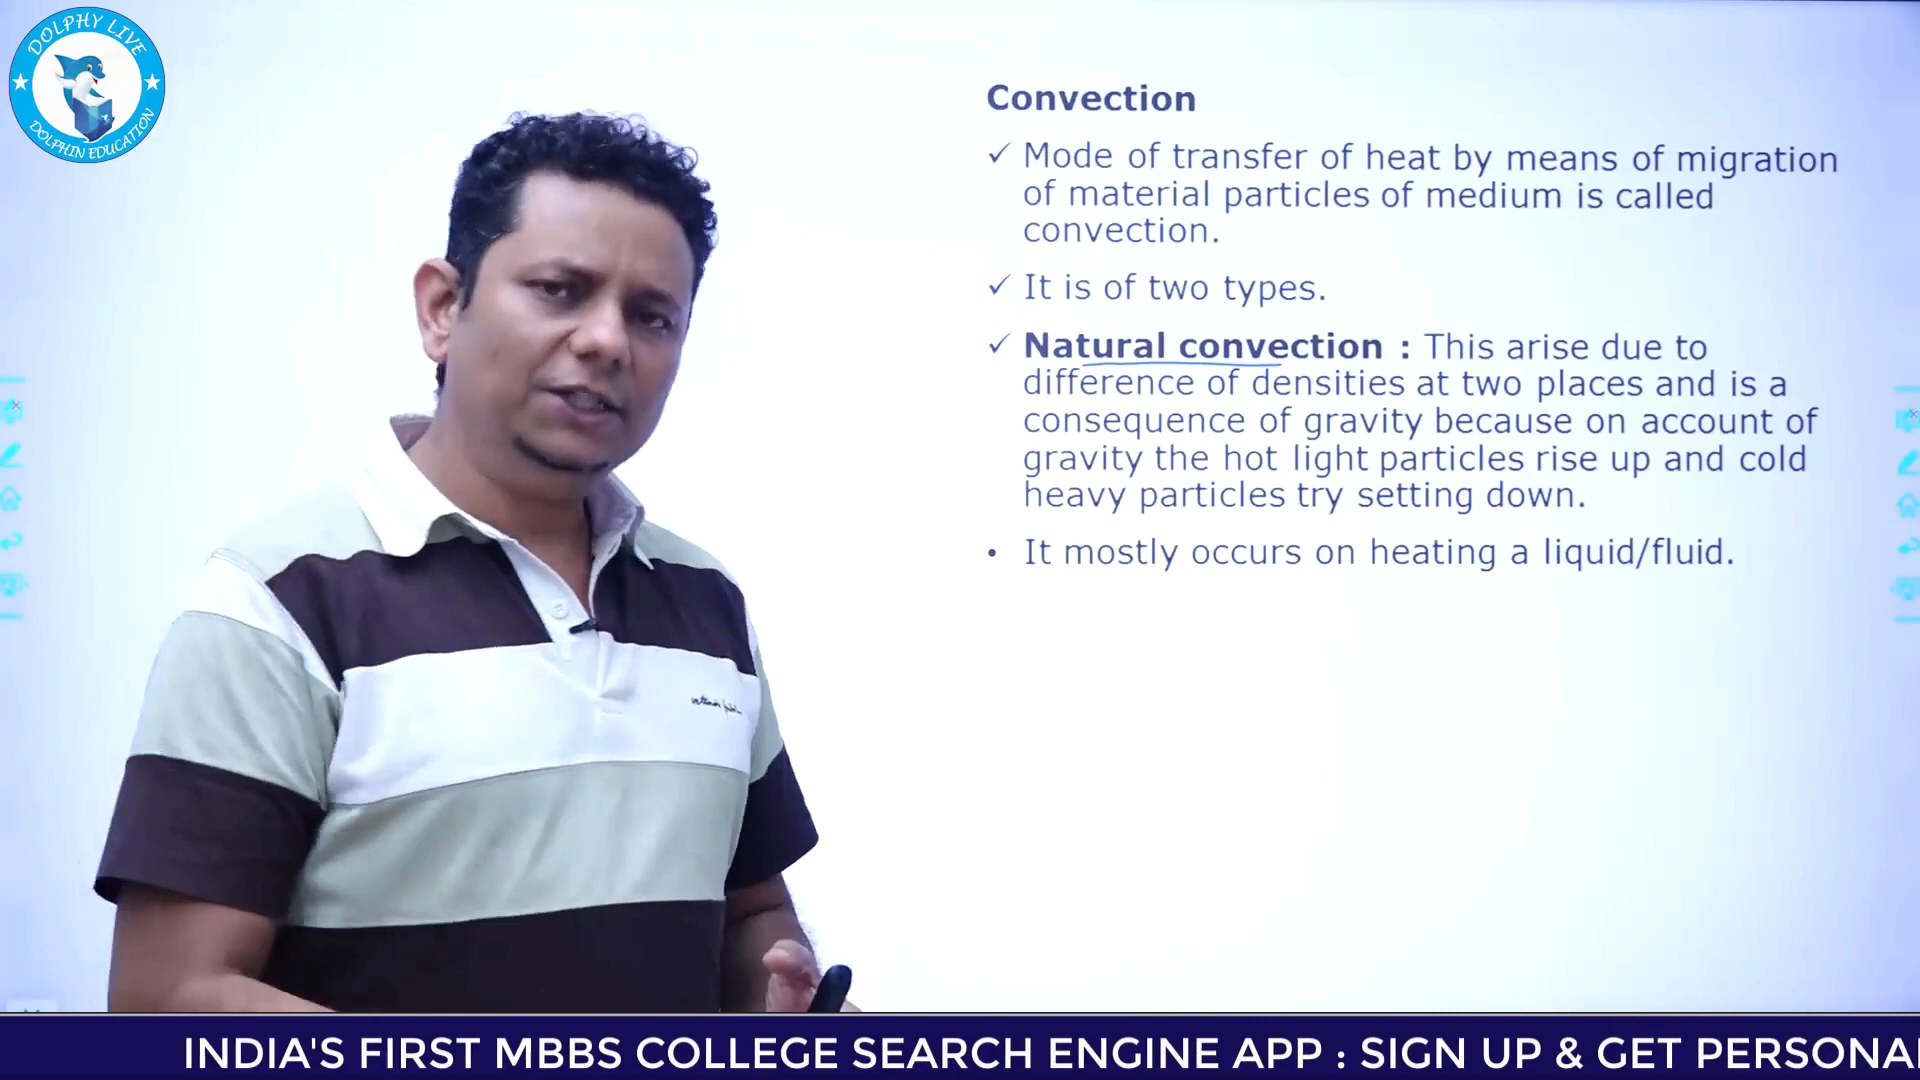 DOLPHY LIVE
DOLPHIN EDUCATION
Convection
✓ Mode of transfer of heat by means of migration
of material particles of medium is called
convection.
✓ It is of two types.
✓ Natural convection : This arise due to
difference of densities at two places and is a
consequence of gravity because on account of
gravity the hot light particles rise up and cold
heavy particles try setting down.
• It mostly occurs on heating a liquid/fluid.
INDIA'S FIRST MBBS COLLEGE SEARCH ENGINE APP : SIGN UP & GET PERSONA